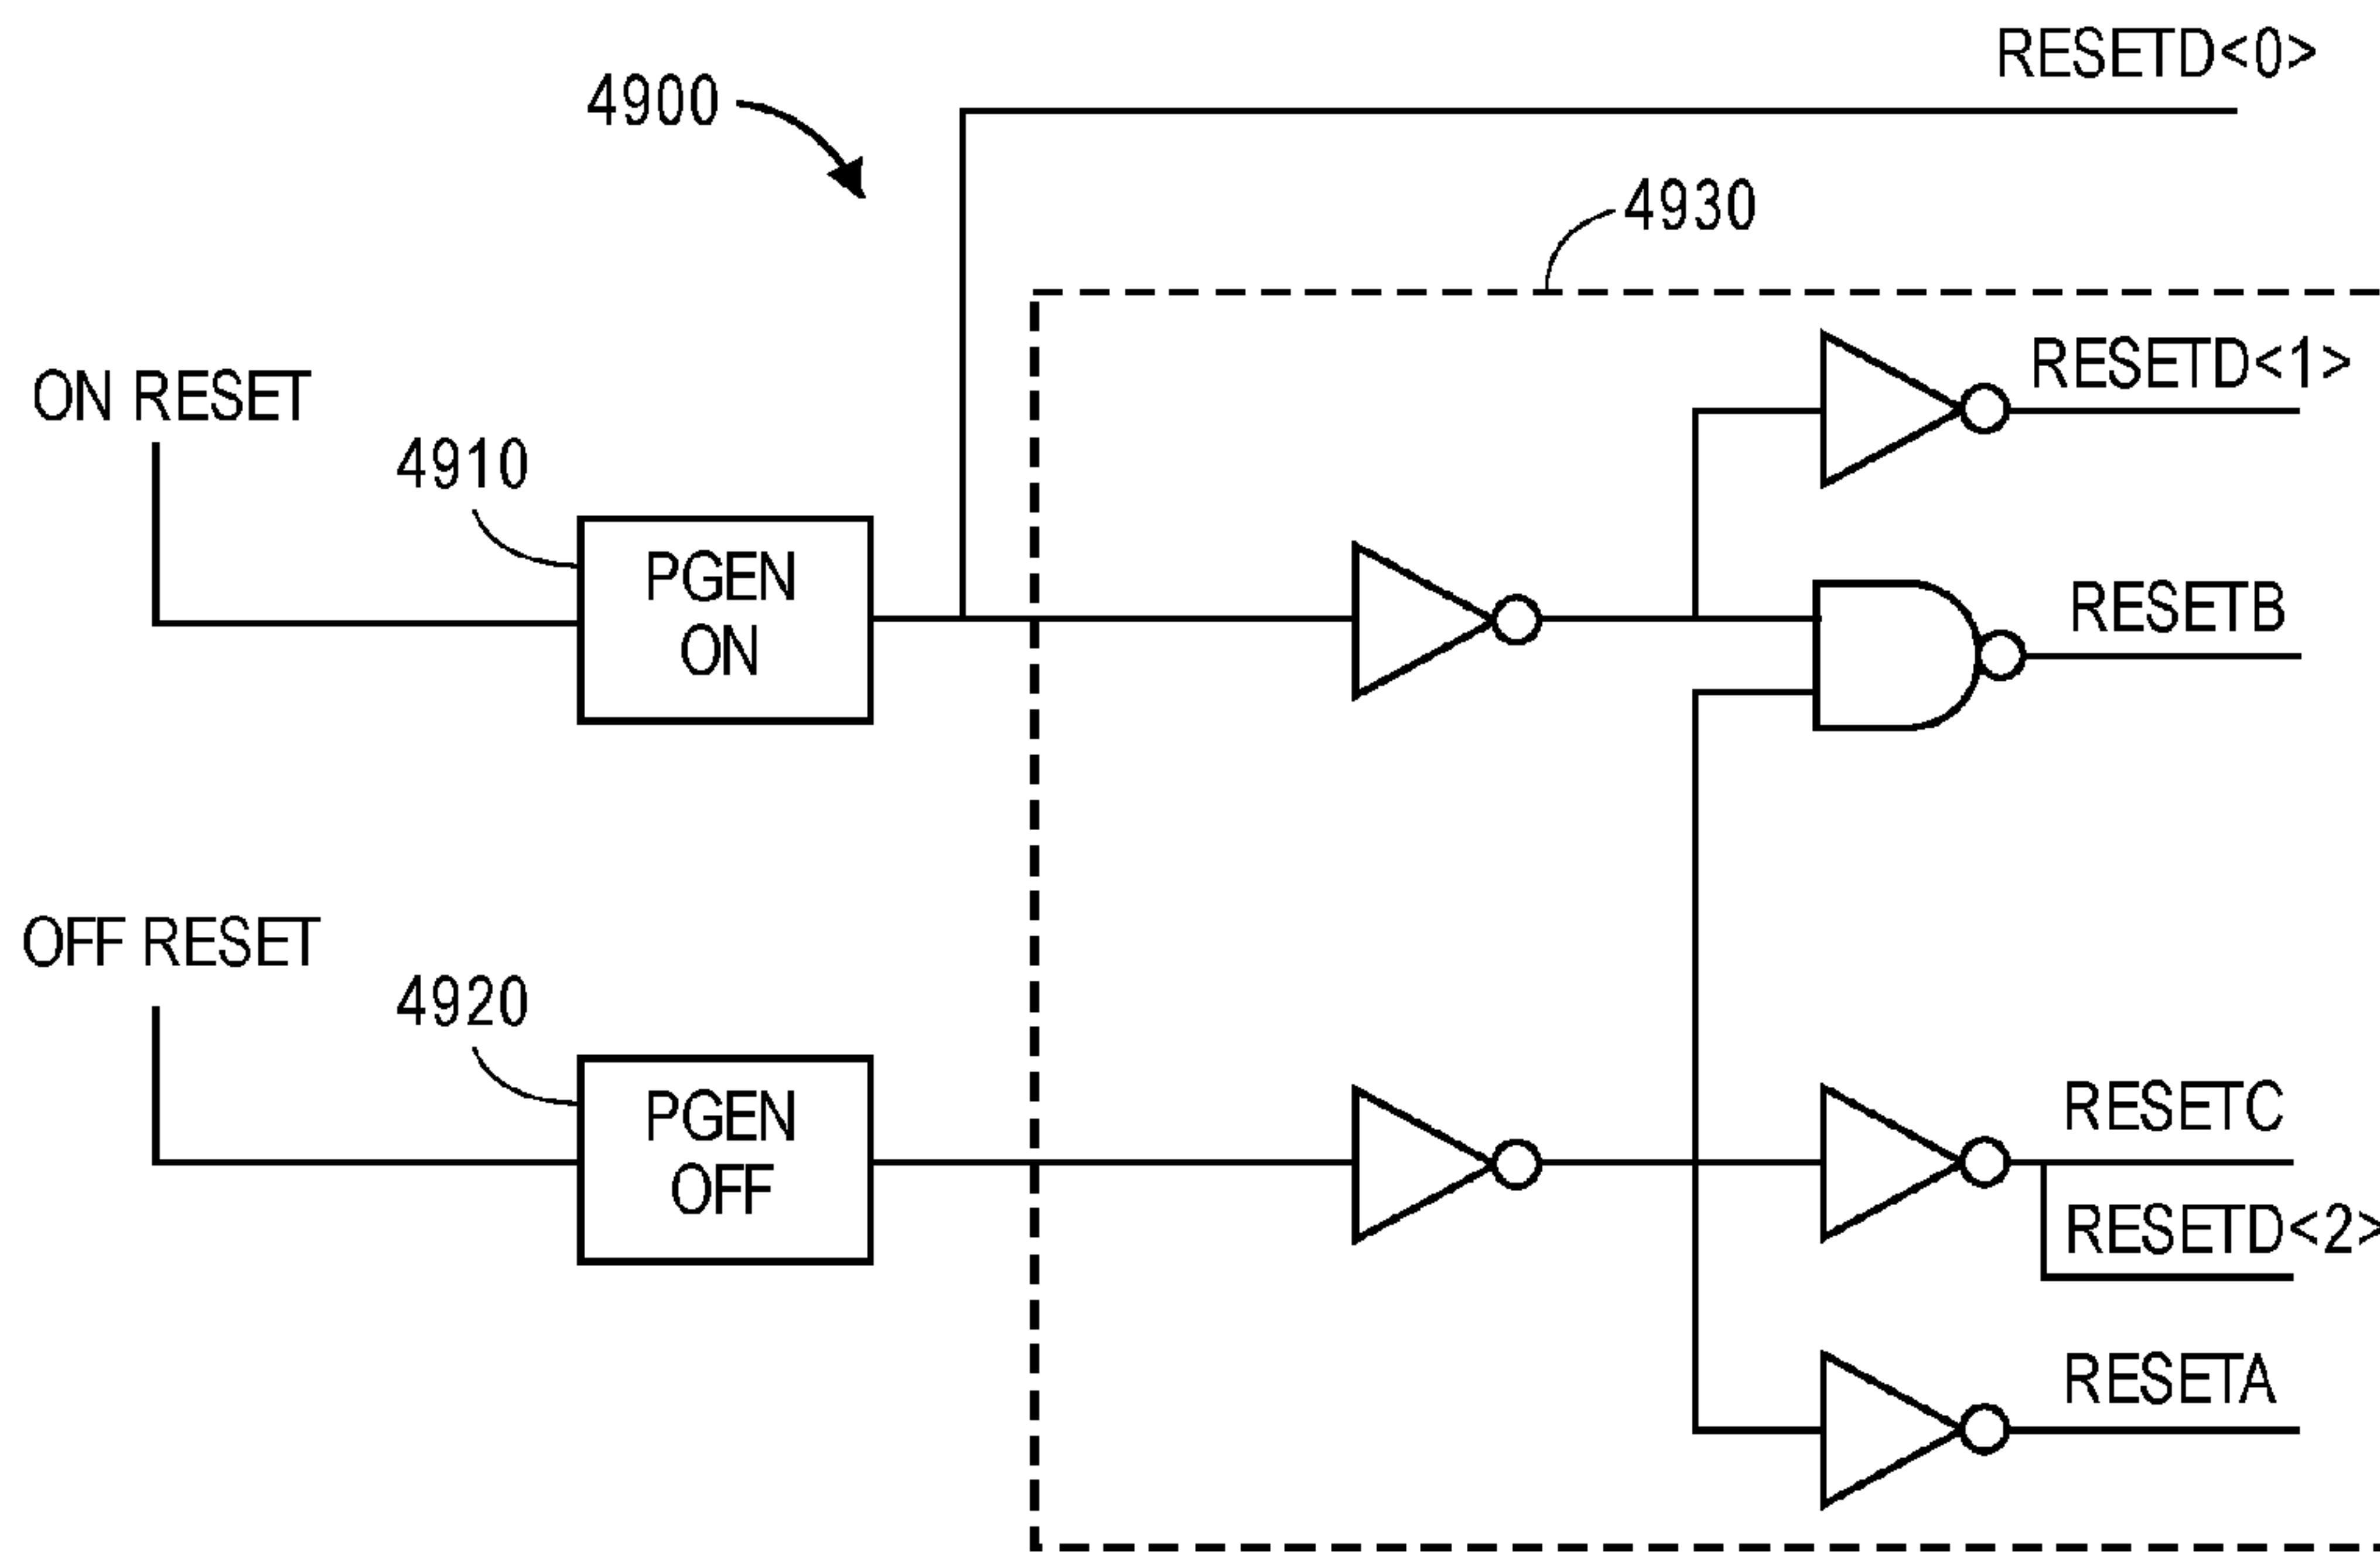 RESETD<0>
4900
4930
RESETD<1>
ON RESET
4910
PGEN
ON
RESETB
OFF RESET
4920
PGEN
OFF
RESETC
RESETD<2>
RESETA